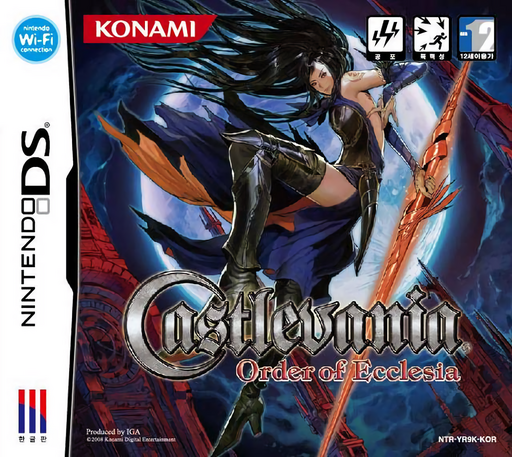 Nintendo
Wi-Fi
connection
KONAMI
공포
폭력성
12
12세이용가
NINTENDO DS
Castlevania
Order of Ecclesia
한글판
Produced by IGA
©2008 Konami Digital Entertainment
NTR-YR9K-KOR